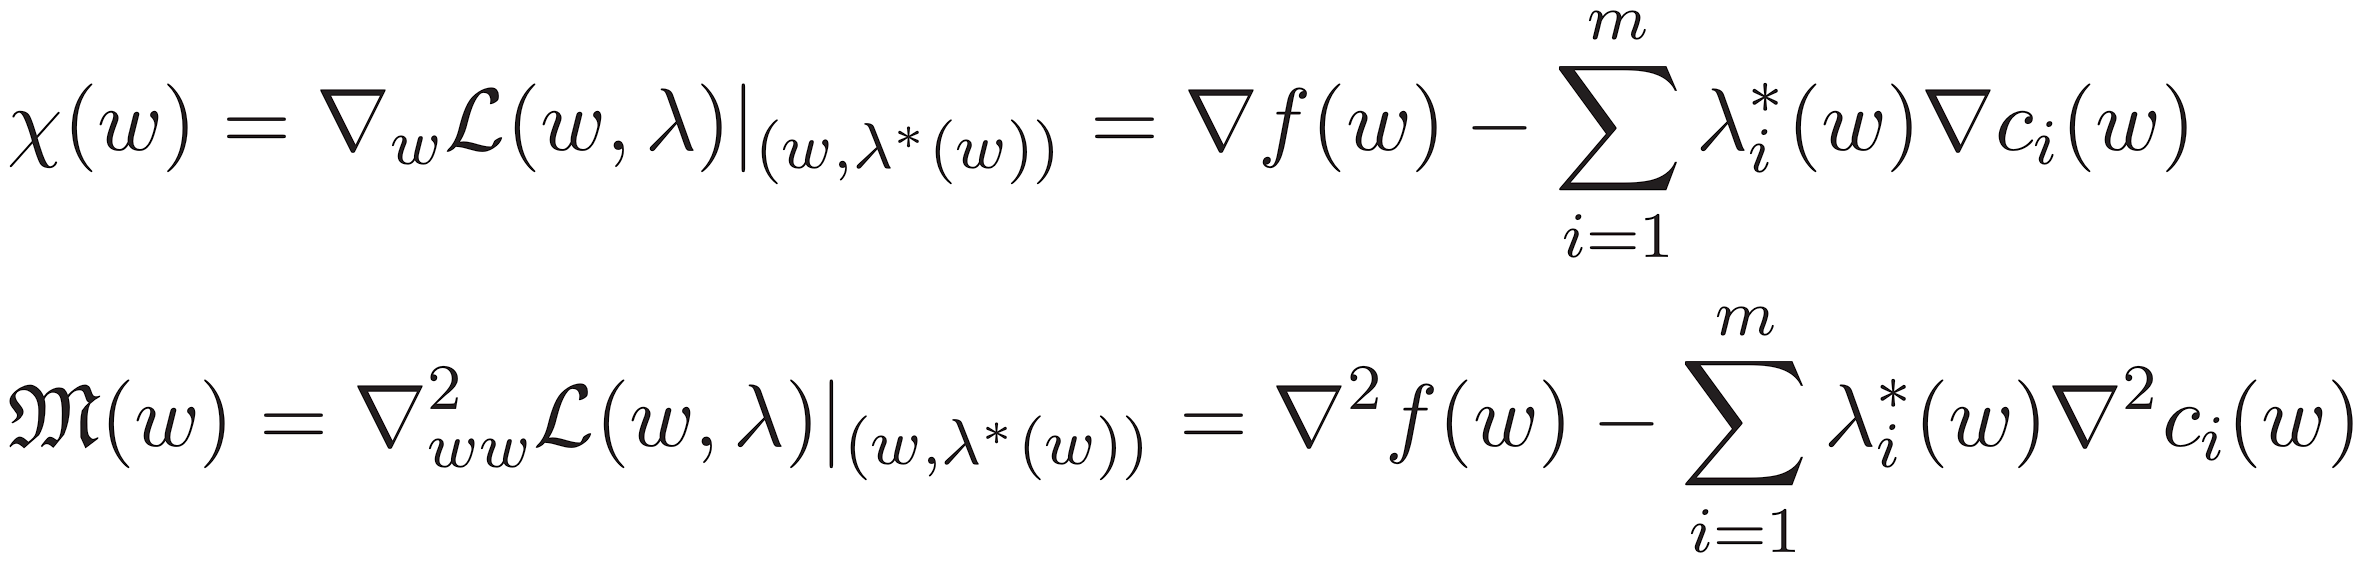 χ(w) = ∇_w ℒ(w, λ)|_(w,λ*(w)) = ∇f(w) − ∑_{i=1}^{m} λ_i^*(w)∇c_i(w)
𝔐(w) = ∇²_{ww} ℒ(w, λ)|_(w,λ*(w)) = ∇²f(w) − ∑_{i=1}^{m} λ_i^*(w)∇²c_i(w)